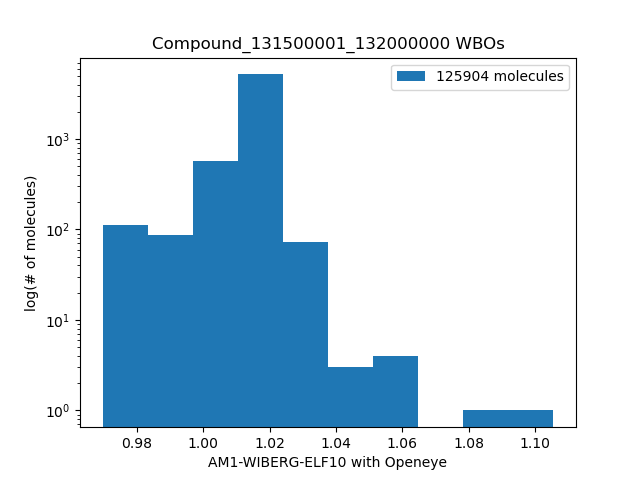 Compound_131500001_132000000 WBOs
125904 molecules
log(# of molecules)
10³
10²
10¹
10⁰
0.98 1.00 1.02 1.04 1.06 1.08 1.10
AM1-WIBERG-ELF10 with Openeye